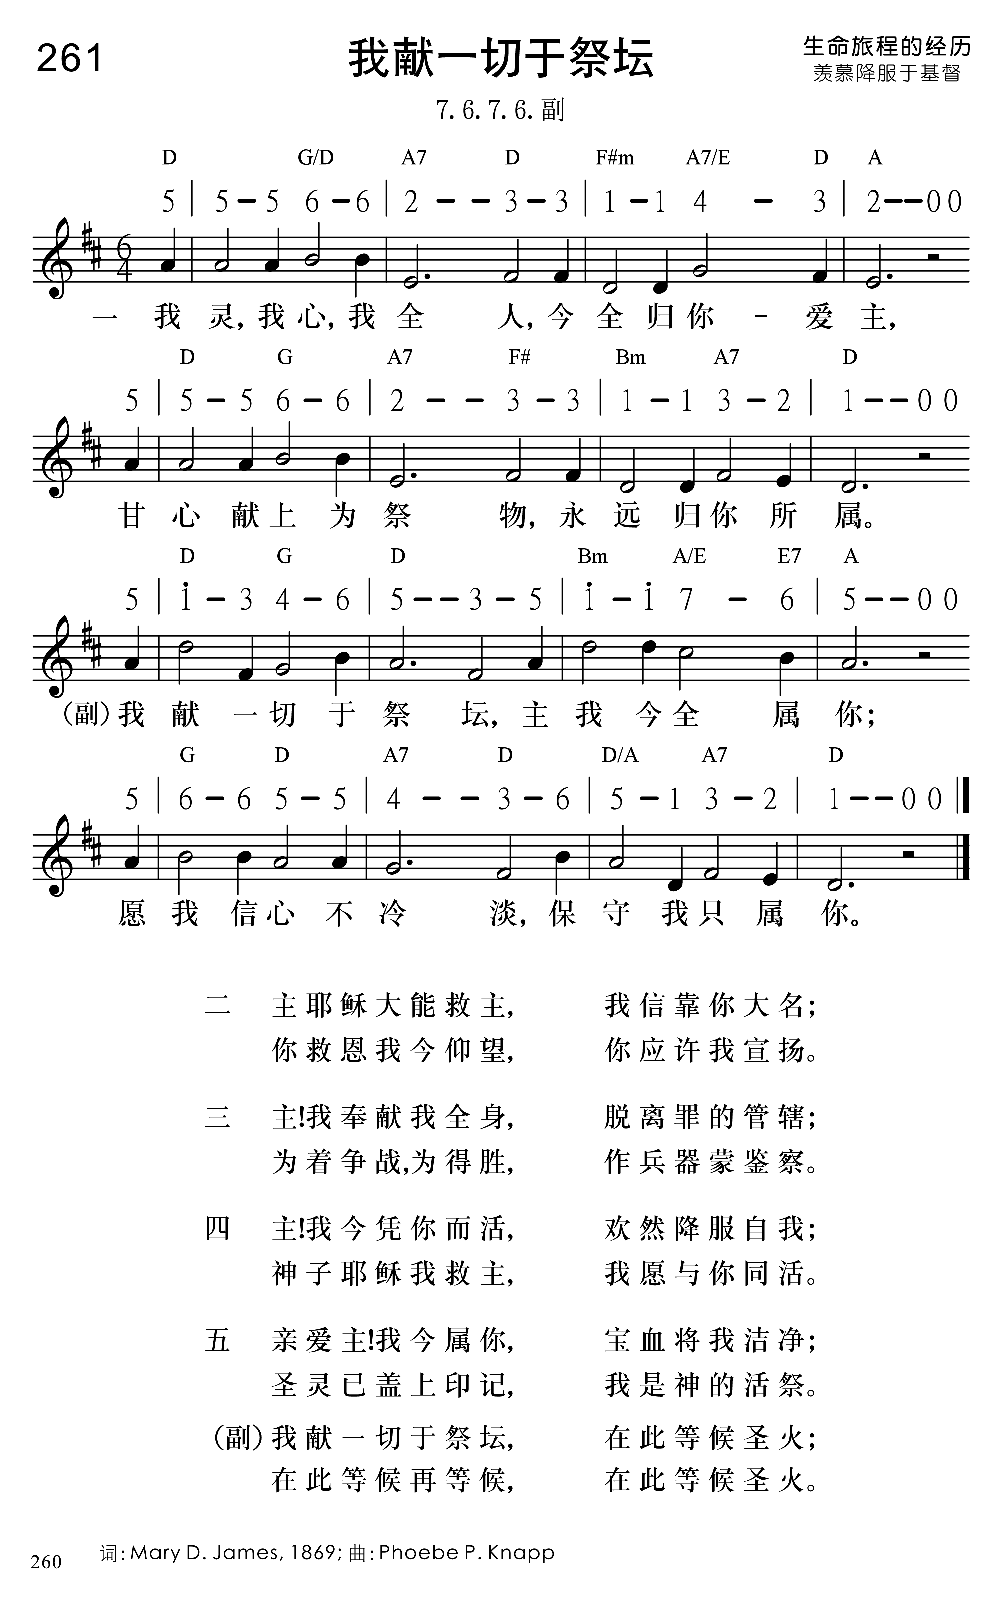 261
我献一切于祭坛
生命旅程的经历
羡慕降服于基督
7. 6. 7. 6. 副
D G/D A7 D F#m A7/E D A
5 | 5 - 5 6 - 6 | 2 - - 3 - 3 | 1 - 1 4 - 3 | 2 - - 0 0
6
4
一 我 灵, 我 心, 我 全 人, 今 全 归 你 - 爱 主,
D G A7 F# Bm A7 D
5 | 5 - 5 6 - 6 | 2 - - 3 - 3 | 1 - 1 3 - 2 | 1 - - 0 0
甘 心 献 上 为 祭 物, 永 远 归 你 所 属。
D G D Bm A/E E7 A
5 | i - 3 4 - 6 | 5 - - 3 - 5 | i - i 7 - 6 | 5 - - 0 0
(副) 我 献 一 切 于 祭 坛, 主 我 今 全 属 你;
G D A7 D D/A A7 D
5 | 6 - 6 5 - 5 | 4 - - 3 - 6 | 5 - 1 3 - 2 | 1 - - 0 0
愿 我 信 心 不 冷 淡, 保 守 我 只 属 你。
二 主耶稣大能救主, 我信靠你大名;
你救恩我今仰望, 你应许我宣扬。
三 主!我奉献我全身, 脱离罪的管辖;
为着争战,为得胜, 作兵器蒙鉴察。
四 主!我今凭你而活, 欢然降服自我;
神子耶稣我救主, 我愿与你同活。
五 亲爱主!我今属你, 宝血将我洁净;
圣灵已盖上印记, 我是神的活祭。
(副) 我献一切于祭坛, 在此等候圣火;
在此等候再等候, 在此等候圣火。
260 词: Mary D. James, 1869; 曲: Phoebe P. Knapp